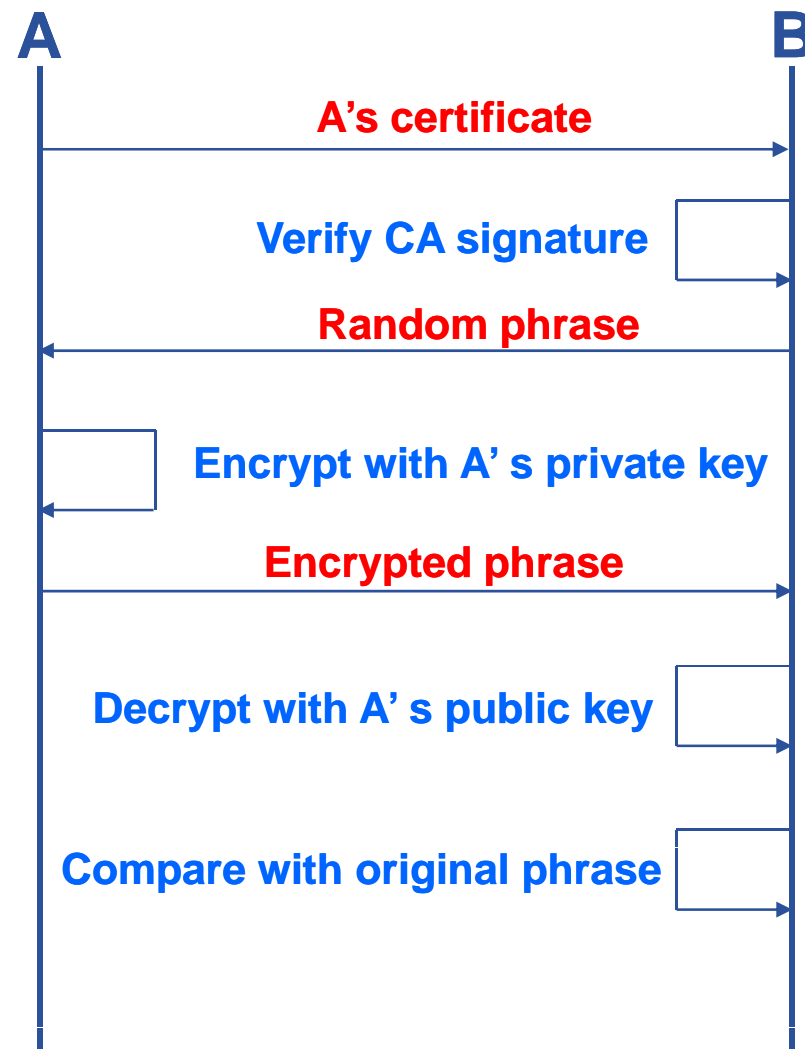 A
B
A’s certificate
Verify CA signature
Random phrase
Encrypt with A’ s private key
Encrypted phrase
Decrypt with A’ s public key
Compare with original phrase